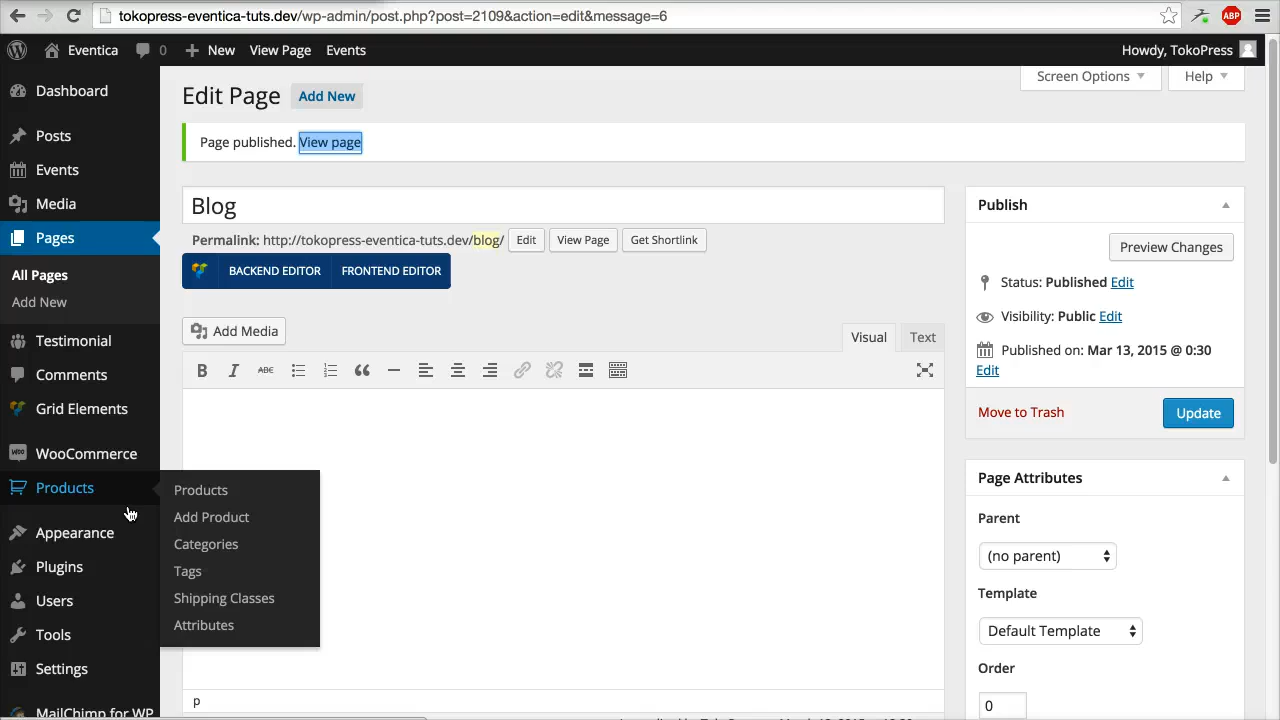 tokopress-eventica-tuts.dev/wp-admin/post.php?post=2109&action=edit&message=6
ABP
Eventica 0 New View Page Events Howdy, TokoPress
Screen Options Help
Dashboard
Posts
Events
Media
Pages
All Pages
Add New
Testimonial
Comments
Grid Elements
WooCommerce
Products
Appearance
Plugins
Users
Tools
Settings
MailChimp for WP
Products
Add Product
Categories
Tags
Shipping Classes
Attributes
Edit Page Add New
Page published. View page
Blog
Permalink: http://tokopress-eventica-tuts.dev/blog/ Edit View Page Get Shortlink
BACKEND EDITOR FRONTEND EDITOR
Add Media
Visual Text
B I ABC
p
Publish
Preview Changes
Status: Published Edit
Visibility: Public Edit
Published on: Mar 13, 2015 @ 0:30
Edit
Move to Trash Update
Page Attributes
Parent
(no parent)
Template
Default Template
Order
0